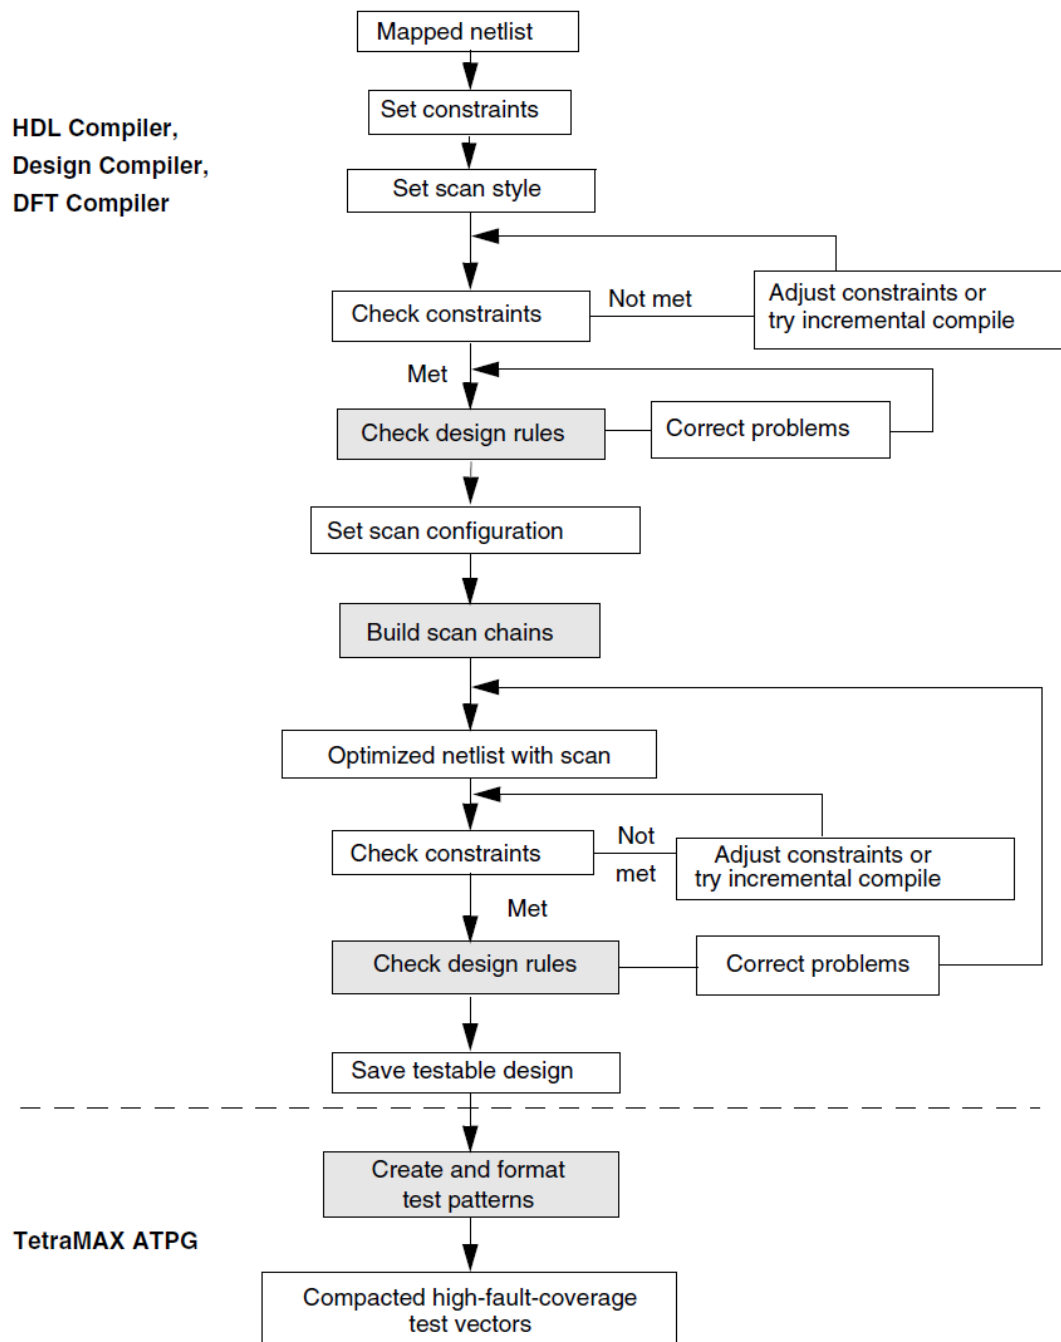 Mapped netlist
HDL Compiler,
Design Compiler,
DFT Compiler
Set constraints
Set scan style
Check constraints
Not met
Adjust constraints or
try incremental compile
Met
Check design rules
Correct problems
Set scan configuration
Build scan chains
Optimized netlist with scan
Check constraints
Not
met
Adjust constraints or
try incremental compile
Met
Check design rules
Correct problems
Save testable design
Create and format
test patterns
TetraMAX ATPG
Compacted high-fault-coverage
test vectors